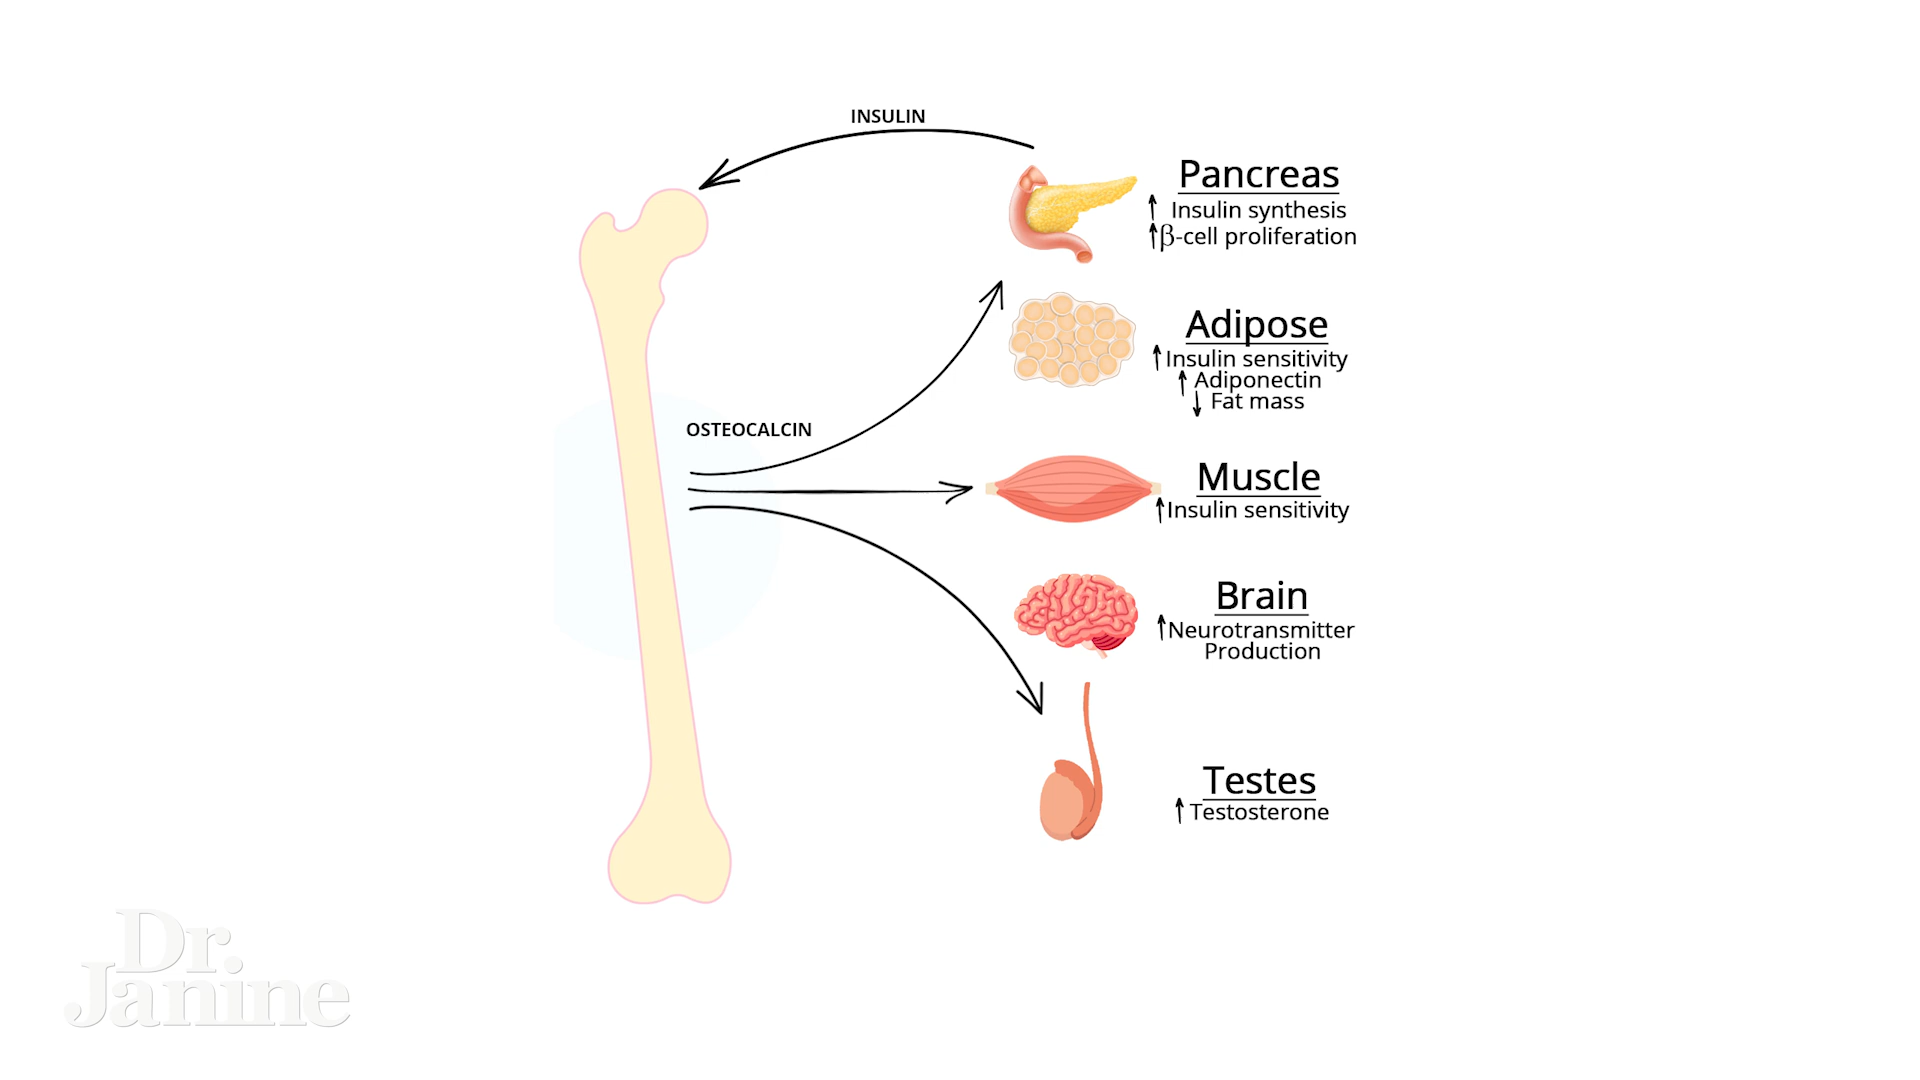 INSULIN
Pancreas
↑ Insulin synthesis
↑β-cell proliferation
Adipose
↑Insulin sensitivity
↑ Adiponectin
↓ Fat mass
OSTEOCALCIN
Muscle
↑Insulin sensitivity
Brain
↑Neurotransmitter
Production
Testes
↑ Testosterone
Dr.
Janine